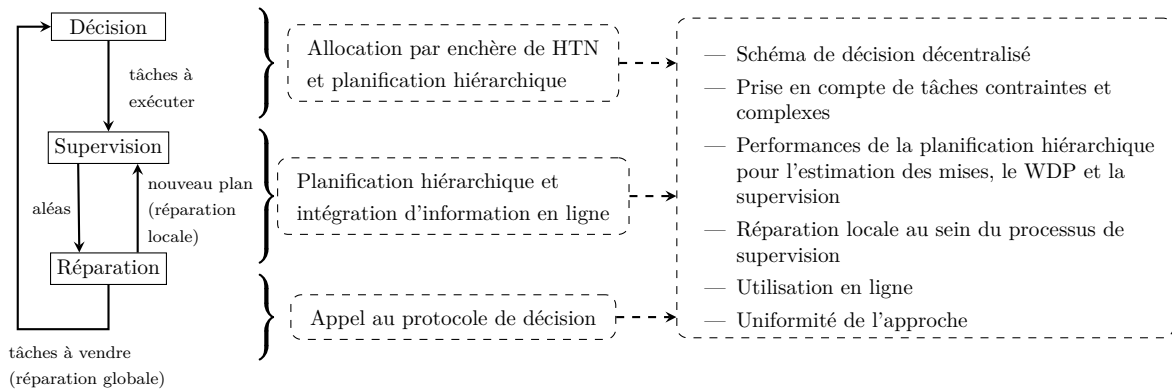 Décision
tâches à
exécuter
Supervision
aléas
nouveau plan
(réparation
locale)
Réparation
tâches à vendre
(réparation globale)
Allocation par enchère de HTN
et planification hiérarchique
Planification hiérarchique et
intégration d'information en ligne
Appel au protocole de décision
— Schéma de décision décentralisé
— Prise en compte de tâches contraintes et
complexes
— Performances de la planification hiérarchique
pour l'estimation des mises, le WDP et la
supervision
— Réparation locale au sein du processus de
supervision
— Utilisation en ligne
— Uniformité de l'approche